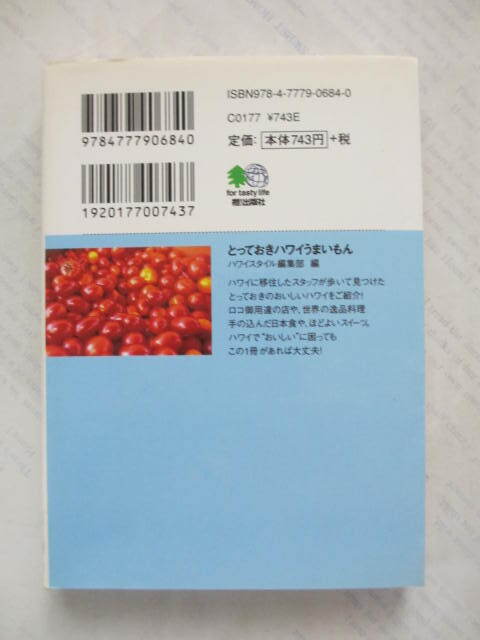 ISBN978-4-7779-0684-0
C0177 ¥743E
定価：本体743円+税
9784777906840
1920177007437
for tasty life
枻出版社
とっておきハワイうまいもん
ハワイスタイル編集部 編
ハワイに移住したスタッフが歩いて見つけた
とっておきのおいしいハワイをご紹介!
ロコ御用達の店や、世界の逸品料理
手の込んだ日本食や、ほどよいスイーツ。
ハワイで“おいしい”に困っても
この1冊があれば大丈夫!